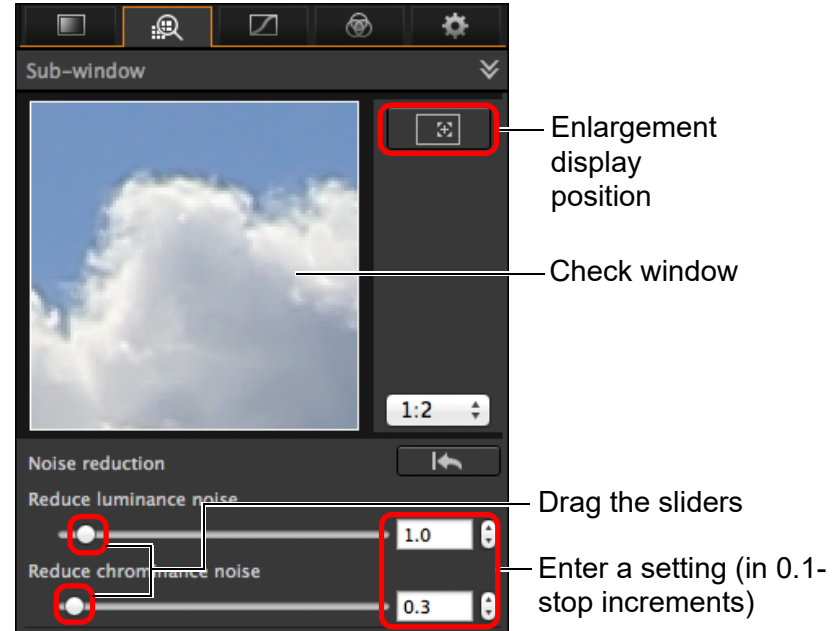 Sub-window
Enlargement
display
position
Check window
1:2
Noise reduction
Reduce luminance noise
Drag the sliders
1.0
Reduce chrominance noise
Enter a setting (in 0.1-
stop increments)
0.3